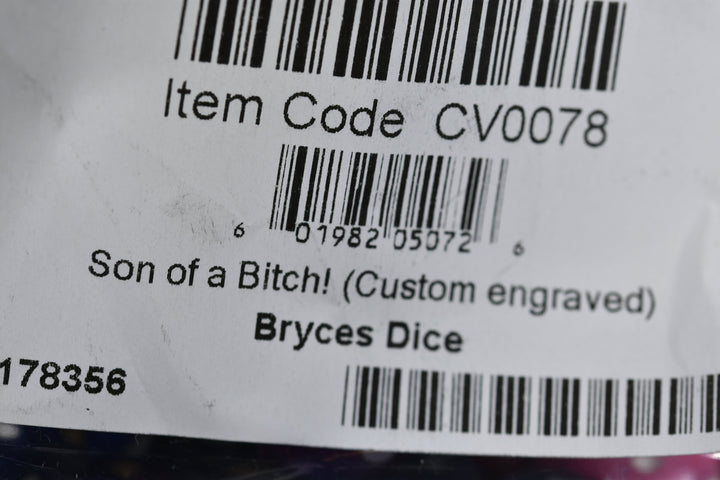 Item Code CV0078
6 01982 05072 6
Son of a Bitch! (Custom engraved)
Bryces Dice
178356